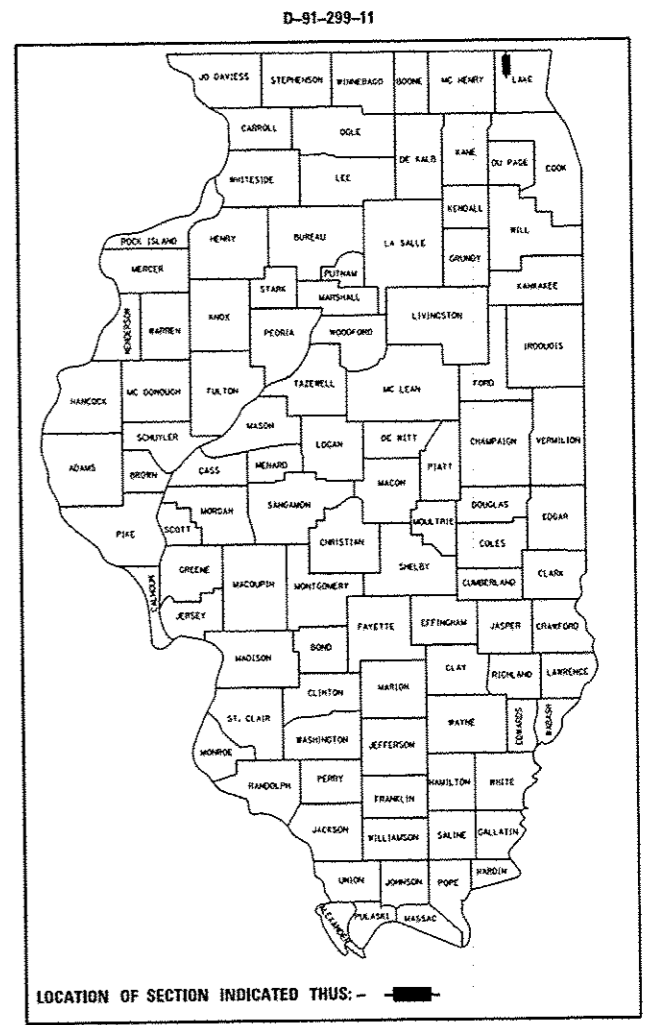 D-91-299-11
JO DAVIESS
STEPHENSON
WINNEBAGO
BOONE
MC HENRY
LAKE
CARROLL
OGLE
DE KALB
KANE
DU PAGE
COOK
WHITESIDE
LEE
KENDALL
WILL
ROCK ISLAND
HENRY
BUREAU
LA SALLE
GRUNDY
MERCER
PUTNAM
KANKAKEE
STARK
MARSHALL
HENDERSON
WARREN
KNOX
PEORIA
WOODFORD
LIVINGSTON
IROQUOIS
HANCOCK
MC DONOUGH
FULTON
TAZEWELL
MC LEAN
FORD
MASON
SCHUYLER
LOGAN
DE WITT
CHAMPAIGN
VERMILION
ADAMS
BROWN
CASS
MENARD
MACON
PIATT
MORGAN
SANGAMON
DOUGLAS
EDGAR
PIKE
SCOTT
CHRISTIAN
MOULTRIE
COLES
GREENE
MACOUPIN
MONTGOMERY
SHELBY
CUMBERLAND
CLARK
CALHOUN
JERSEY
FAYETTE
EFFINGHAM
JASPER
CRAWFORD
MADISON
BOND
CLAY
RICHLAND
LAWRENCE
CLINTON
MARION
ST. CLAIR
WAYNE
EDWARDS
WABASH
WASHINGTON
JEFFERSON
MONROE
RANDOLPH
PERRY
HAMILTON
WHITE
FRANKLIN
JACKSON
WILLIAMSON
SALINE
GALLATIN
UNION
JOHNSON
POPE
HARDIN
ALEXANDER
PULASKI
MASSAC
LOCATION OF SECTION INDICATED THUS: -